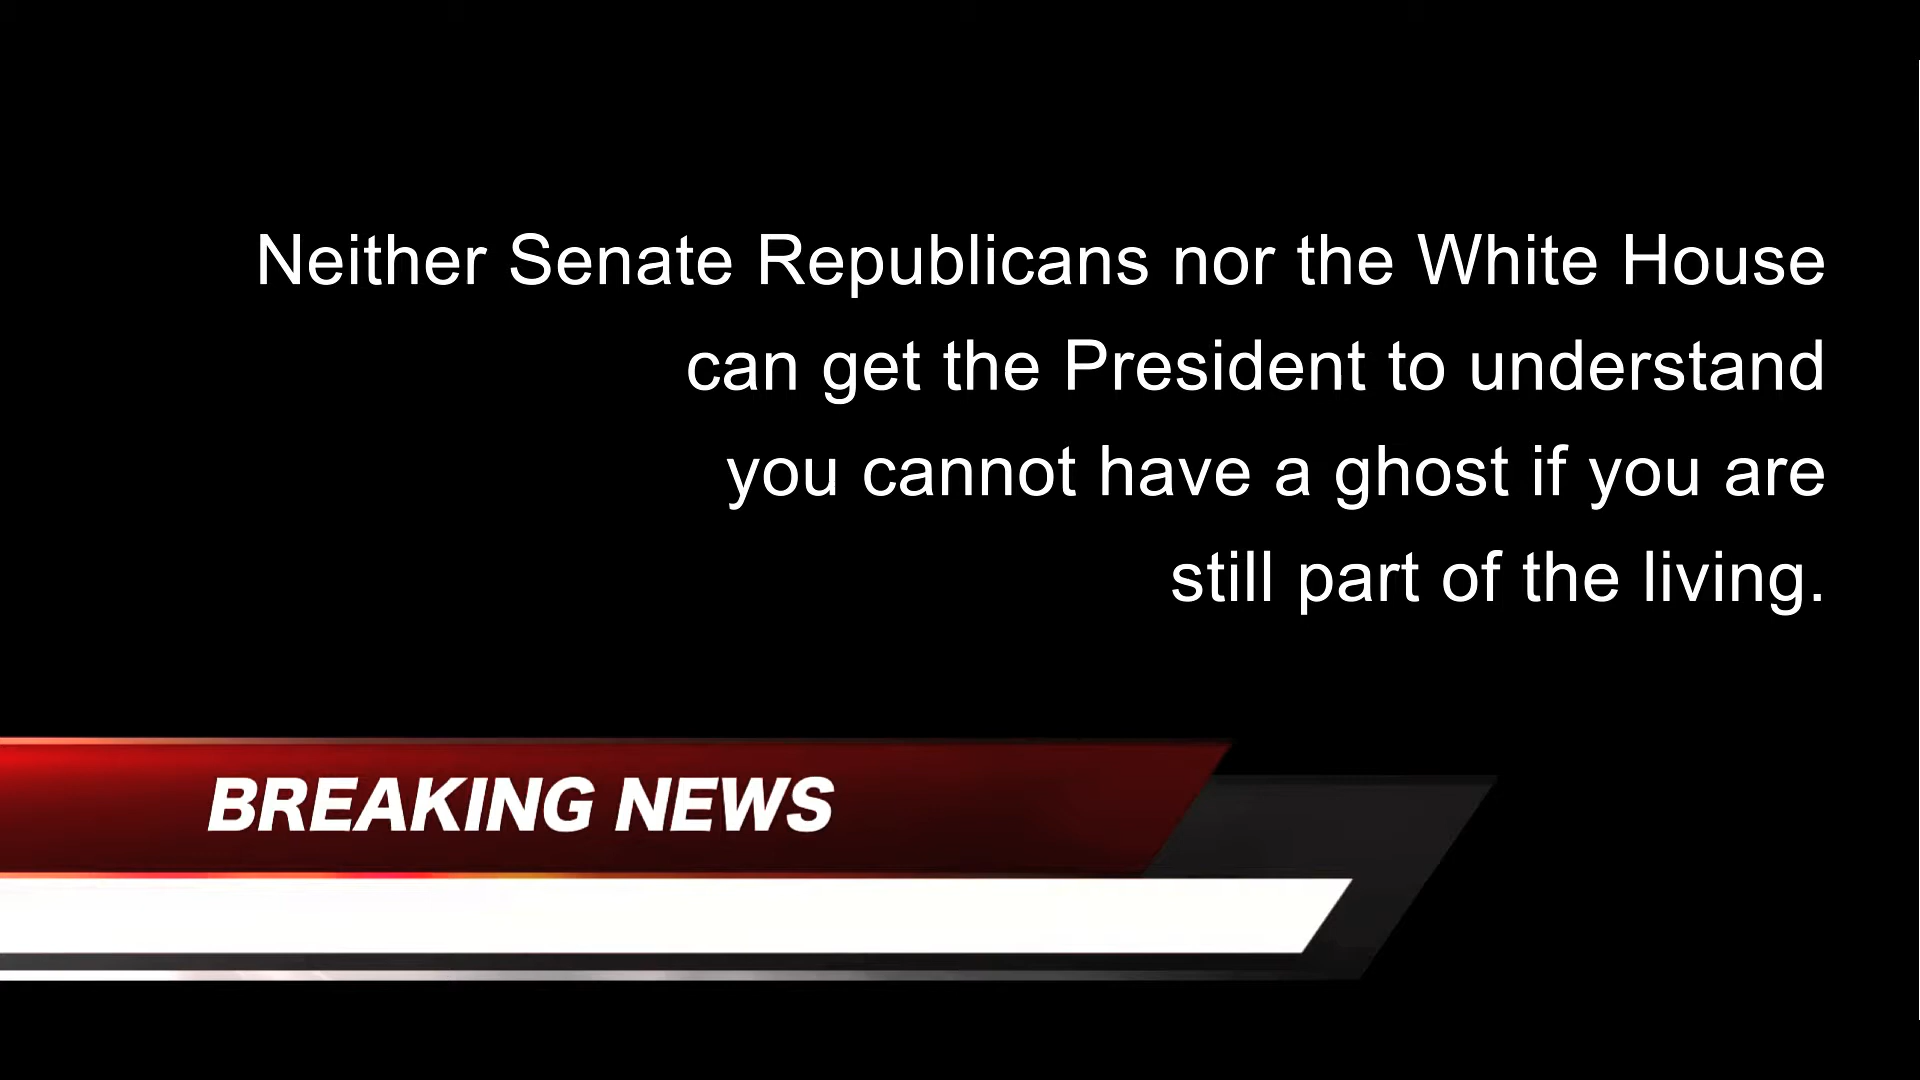 Neither Senate Republicans nor the White House
can get the President to understand
you cannot have a ghost if you are
still part of the living.
BREAKING NEWS